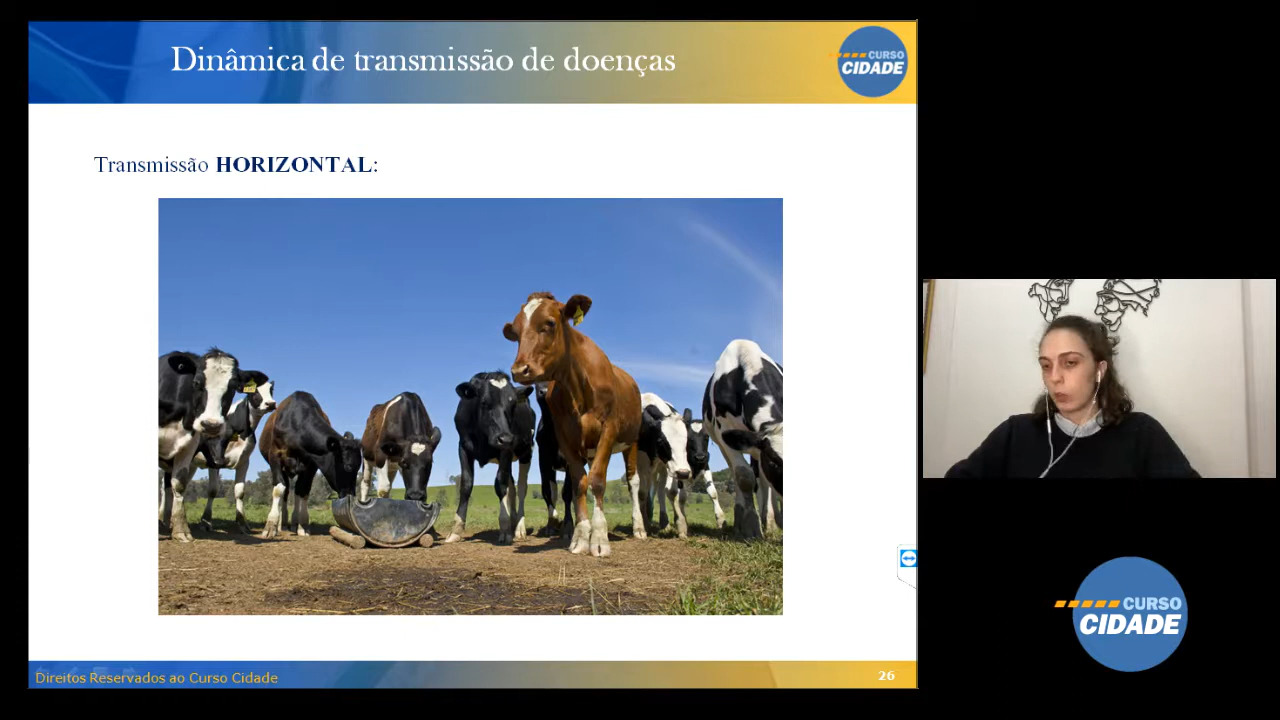 Dinâmica de transmissão de doenças
CURSO
CIDADE
Transmissão HORIZONTAL:
Direitos Reservados ao Curso Cidade
26
CURSO
CIDADE